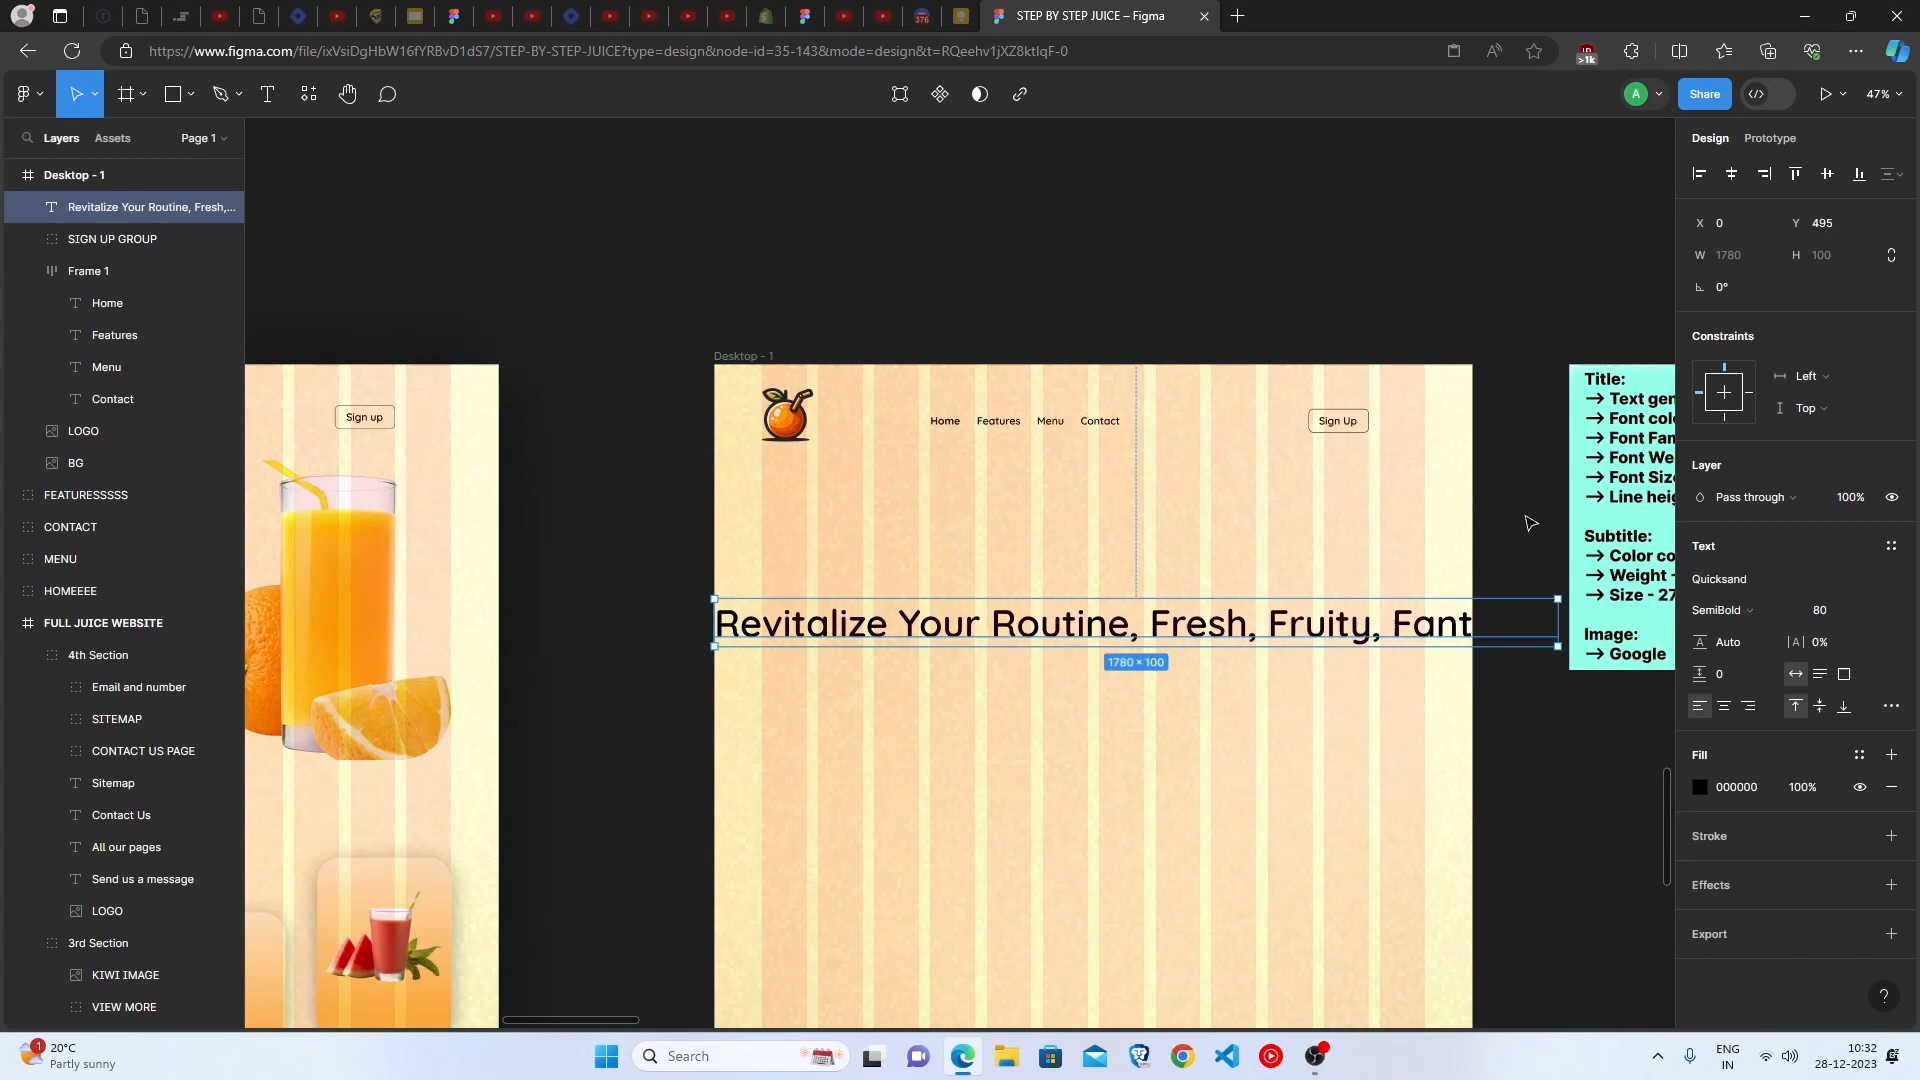 376
STEP BY STEP JUICE – Figma
https://www.figma.com/file/ixVsiDgHbW16fYRBvD1dS7/STEP-BY-STEP-JUICE?type=design&node-id=35-143&mode=design&t=RQeehv1jXZ8ktlqF-0
>1k
A
Share
47%
Layers
Assets
Page 1
Desktop - 1
Revitalize Your Routine, Fresh,...
SIGN UP GROUP
Frame 1
Home
Features
Menu
Contact
LOGO
BG
FEATURESSSSS
CONTACT
MENU
HOMEEEE
FULL JUICE WEBSITE
4th Section
Email and number
SITEMAP
CONTACT US PAGE
Sitemap
Contact Us
All our pages
Send us a message
LOGO
3rd Section
KIWI IMAGE
VIEW MORE
Sign up
Desktop - 1
Home
Features
Menu
Contact
Sign Up
Revitalize Your Routine, Fresh, Fruity, Fant
1780 × 100
Title:
→ Text gen
→ Font colo
→ Font Fan
→ Font We
→ Font Size
→ Line heig
Subtitle:
→ Color co
→ Weight -
→ Size - 27
Image:
→ Google
Design
Prototype
X 0
Y 495
W 1780
H 100
0°
Constraints
Left
Top
Layer
Pass through
100%
Text
Quicksand
SemiBold
80
Auto
|A| 0%
0
Fill
000000
100%
Stroke
Effects
Export
?
1
20°C
Partly sunny
Search
ENG
IN
10:32
28-12-2023